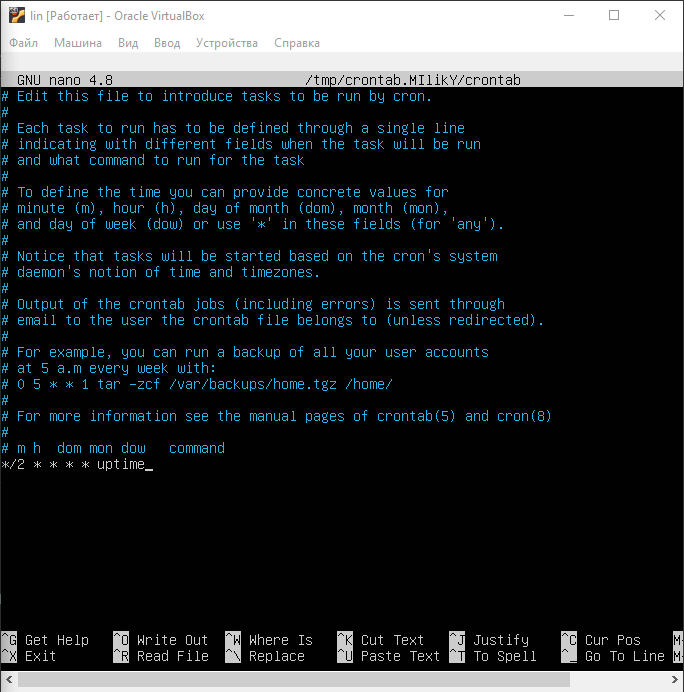 lin [Работает] - Oracle VirtualBox
Файл Машина Вид Ввод Устройства Справка
GNU nano 4.8 /tmp/crontab.MIlikY/crontab
# Edit this file to introduce tasks to be run by cron.
#
# Each task to run has to be defined through a single line
# indicating with different fields when the task will be run
# and what command to run for the task
#
# To define the time you can provide concrete values for
# minute (m), hour (h), day of month (dom), month (mon),
# and day of week (dow) or use '*' in these fields (for 'any').
#
# Notice that tasks will be started based on the cron's system
# daemon's notion of time and timezones.
#
# Output of the crontab jobs (including errors) is sent through
# email to the user the crontab file belongs to (unless redirected).
#
# For example, you can run a backup of all your user accounts
# at 5 a.m every week with:
# 0 5 * * 1 tar -zcf /var/backups/home.tgz /home/
#
# For more information see the manual pages of crontab(5) and cron(8)
#
# m h  dom mon dow   command
*/2 * * * * uptime_
^G Get Help ^O Write Out ^W Where Is ^K Cut Text ^J Justify ^C Cur Pos M-
^X Exit ^R Read File ^\ Replace ^U Paste Text ^T To Spell ^_ Go To Line M-